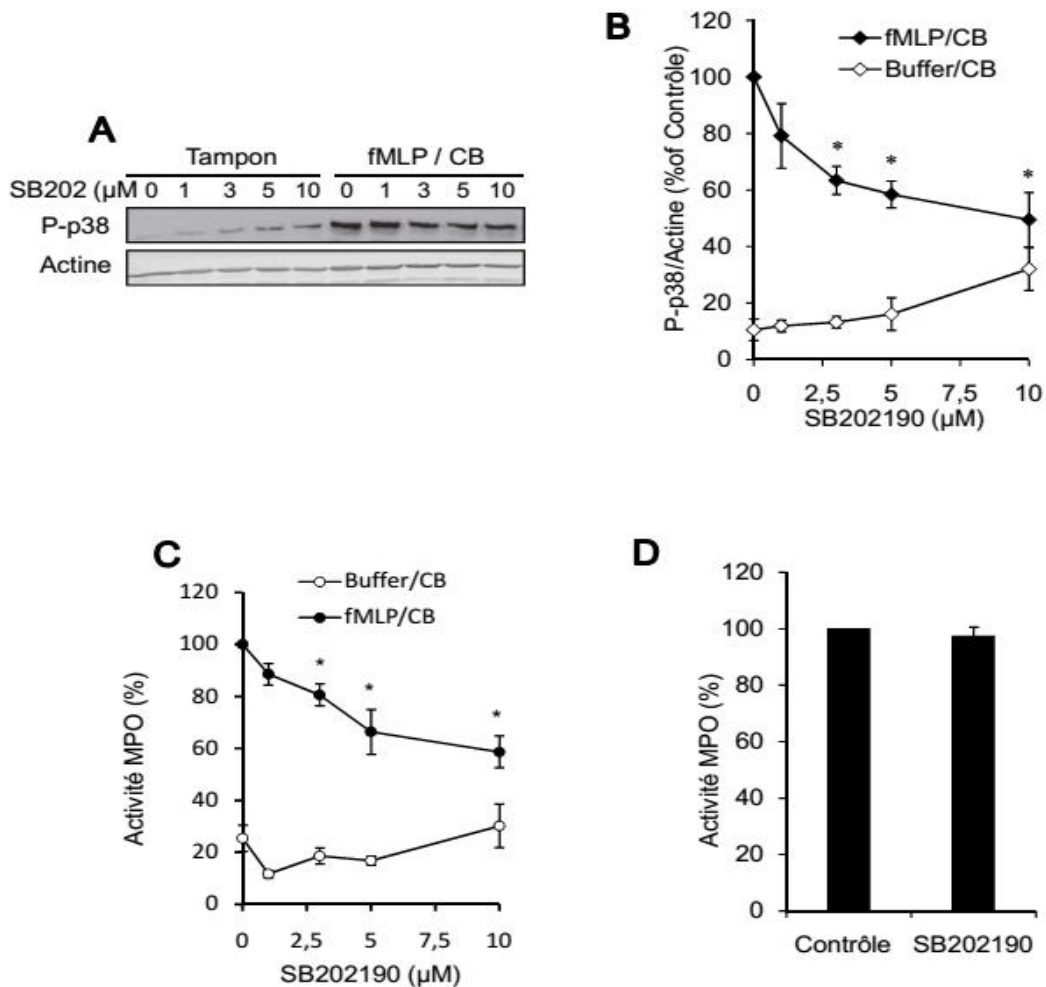 A
Tampon fMLP / CB
SB202 (µM 0 1 3 5 10 0 1 3 5 10
P-p38
Actine
B
fMLP/CB
Buffer/CB
P-p38/Actine (%of Contrôle)
120
100
80
60
40
20
0
* * *
0 2,5 5 7,5 10
SB202190 (µM)
C
Buffer/CB
fMLP/CB
Activité MPO (%)
120
100
80
60
40
20
0
* * *
0 2,5 5 7,5 10
SB202190 (µM)
D
Activité MPO (%)
120
100
80
60
40
20
0
Contrôle SB202190